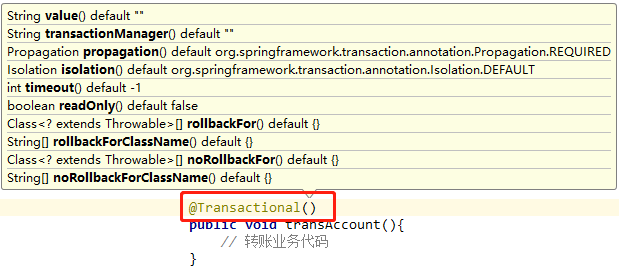 String value() default ""
String transactionManager() default ""
Propagation propagation() default org.springframework.transaction.annotation.Propagation.REQUIRED
Isolation isolation() default org.springframework.transaction.annotation.Isolation.DEFAULT
int timeout() default -1
boolean readOnly() default false
Class<? extends Throwable>[] rollbackFor() default {}
String[] rollbackForClassName() default {}
Class<? extends Throwable>[] noRollbackFor() default {}
String[] noRollbackForClassName() default {}
@Transactional()
public void transAccount(){
// 转账业务代码
}